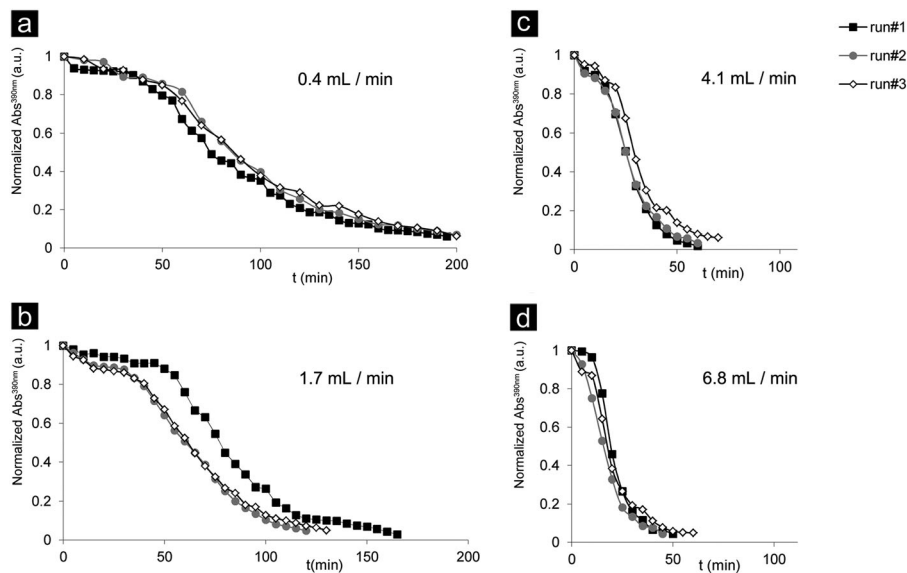 a
Normalized Abs390nm (a.u.)
1
0.8
0.6
0.4
0.2
0
0.4 mL / min
0 50 100 150 200
t (min)
c
Normalized Abs390nm (a.u.)
1
0.8
0.6
0.4
0.2
0
4.1 mL / min
0 50 100
t (min)
run#1
run#2
run#3
b
Normalized Abs390nm (a.u.)
1
0.8
0.6
0.4
0.2
0
1.7 mL / min
0 50 100 150 200
t(min)
d
Normalized Abs390nm (a.u.)
1
0.8
0.6
0.4
0.2
0
6.8 mL / min
0 50 100
t (min)